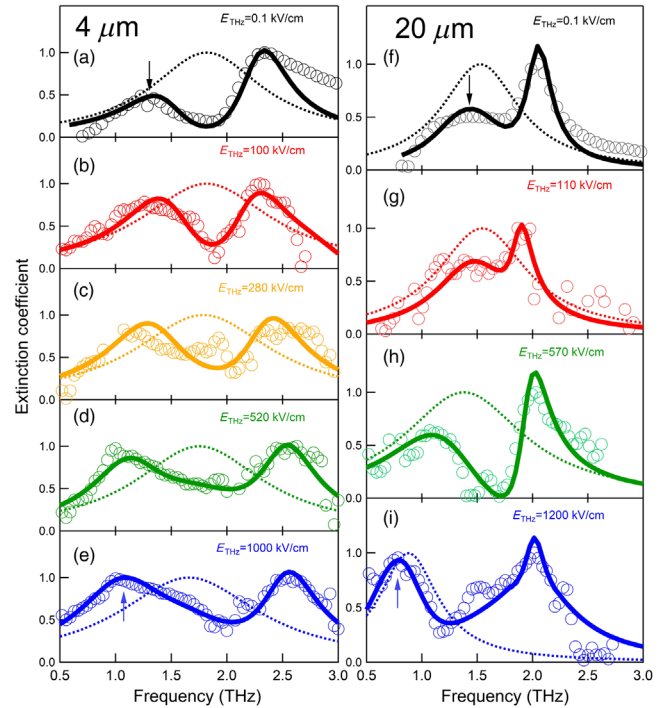 4 μm
E_THz=0.1 kV/cm
(a)
1.0
0.5
0.0
(b)
E_THz=100 kV/cm
1.0
0.5
0.0
(c)
E_THz=280 kV/cm
1.0
0.5
0.0
(d)
E_THz=520 kV/cm
1.0
0.5
0.0
(e)
E_THz=1000 kV/cm
1.0
0.5
0.0
0.5 1.0 1.5 2.0 2.5 3.0
Frequency (THz)
Extinction coefficient
20 μm
E_THz=0.1 kV/cm
(f)
1.0
0.5
0.0
(g)
E_THz=110 kV/cm
1.0
0.5
0.0
(h)
E_THz=570 kV/cm
1.0
0.5
0.0
(i)
E_THz=1200 kV/cm
1.0
0.5
0.0
0.5 1.0 1.5 2.0 2.5 3.0
Frequency (THz)